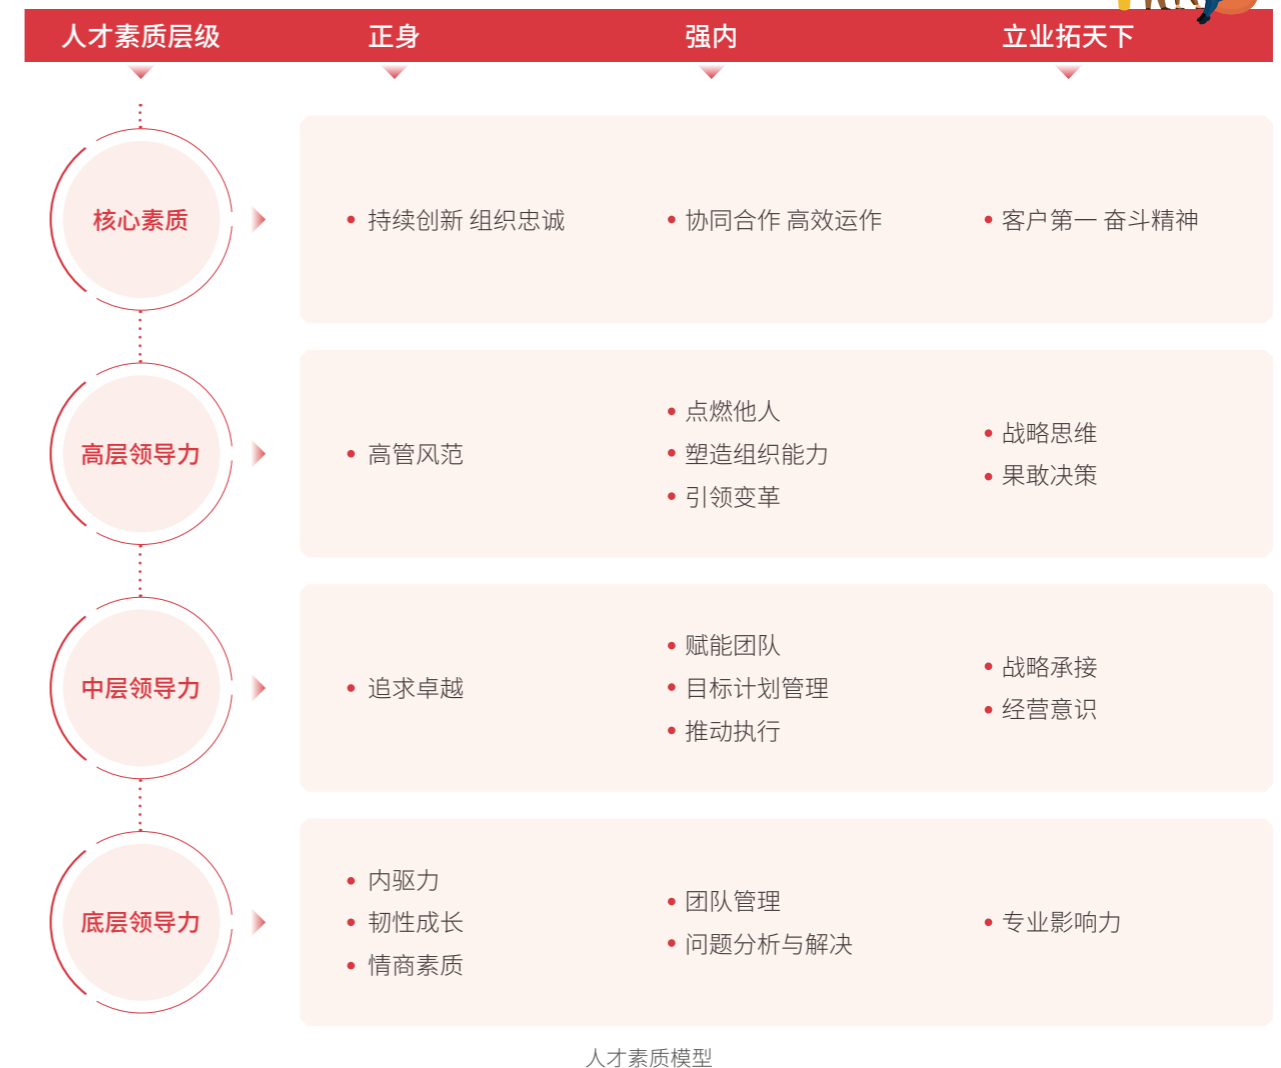 人才素质层级 正身 强内 立业拓天下
核心素质
持续创新 组织忠诚
协同合作 高效运作
客户第一 奋斗精神
高层领导力
高管风范
点燃他人
塑造组织能力
引领变革
战略思维
果敢决策
中层领导力
追求卓越
赋能团队
目标计划管理
推动执行
战略承接
经营意识
底层领导力
内驱力
韧性成长
情商素质
团队管理
问题分析与解决
专业影响力
人才素质模型